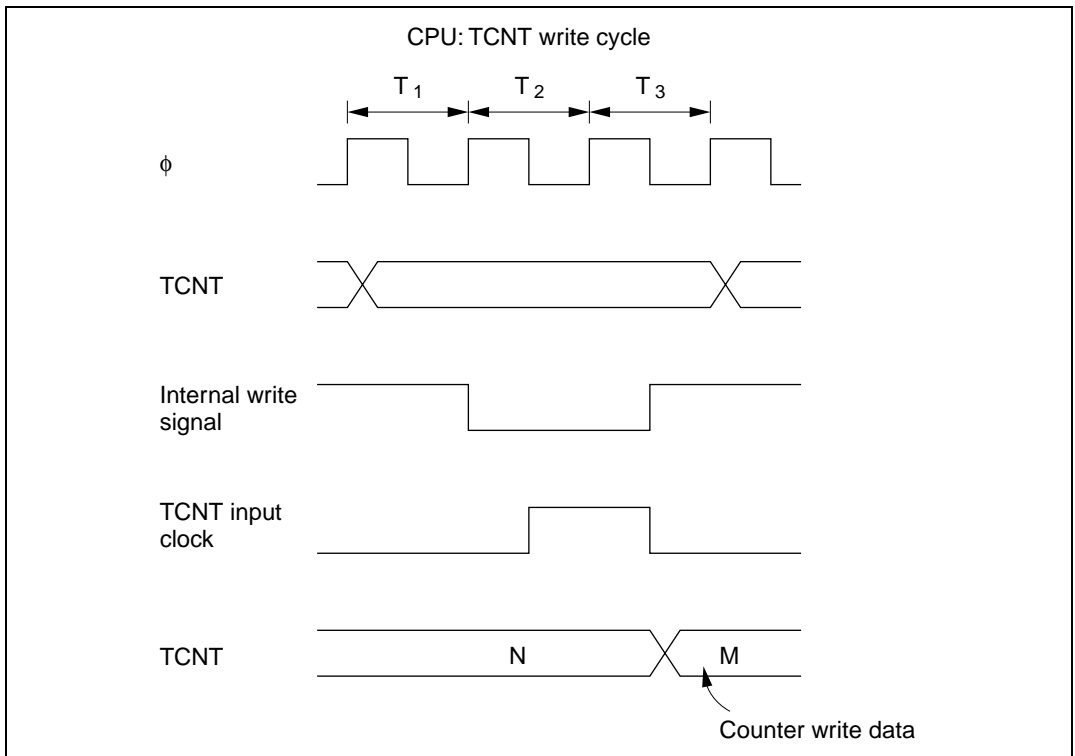 CPU: TCNT write cycle
T1 T2 T3
ϕ
TCNT
Internal write
signal
TCNT input
clock
TCNT N M
Counter write data